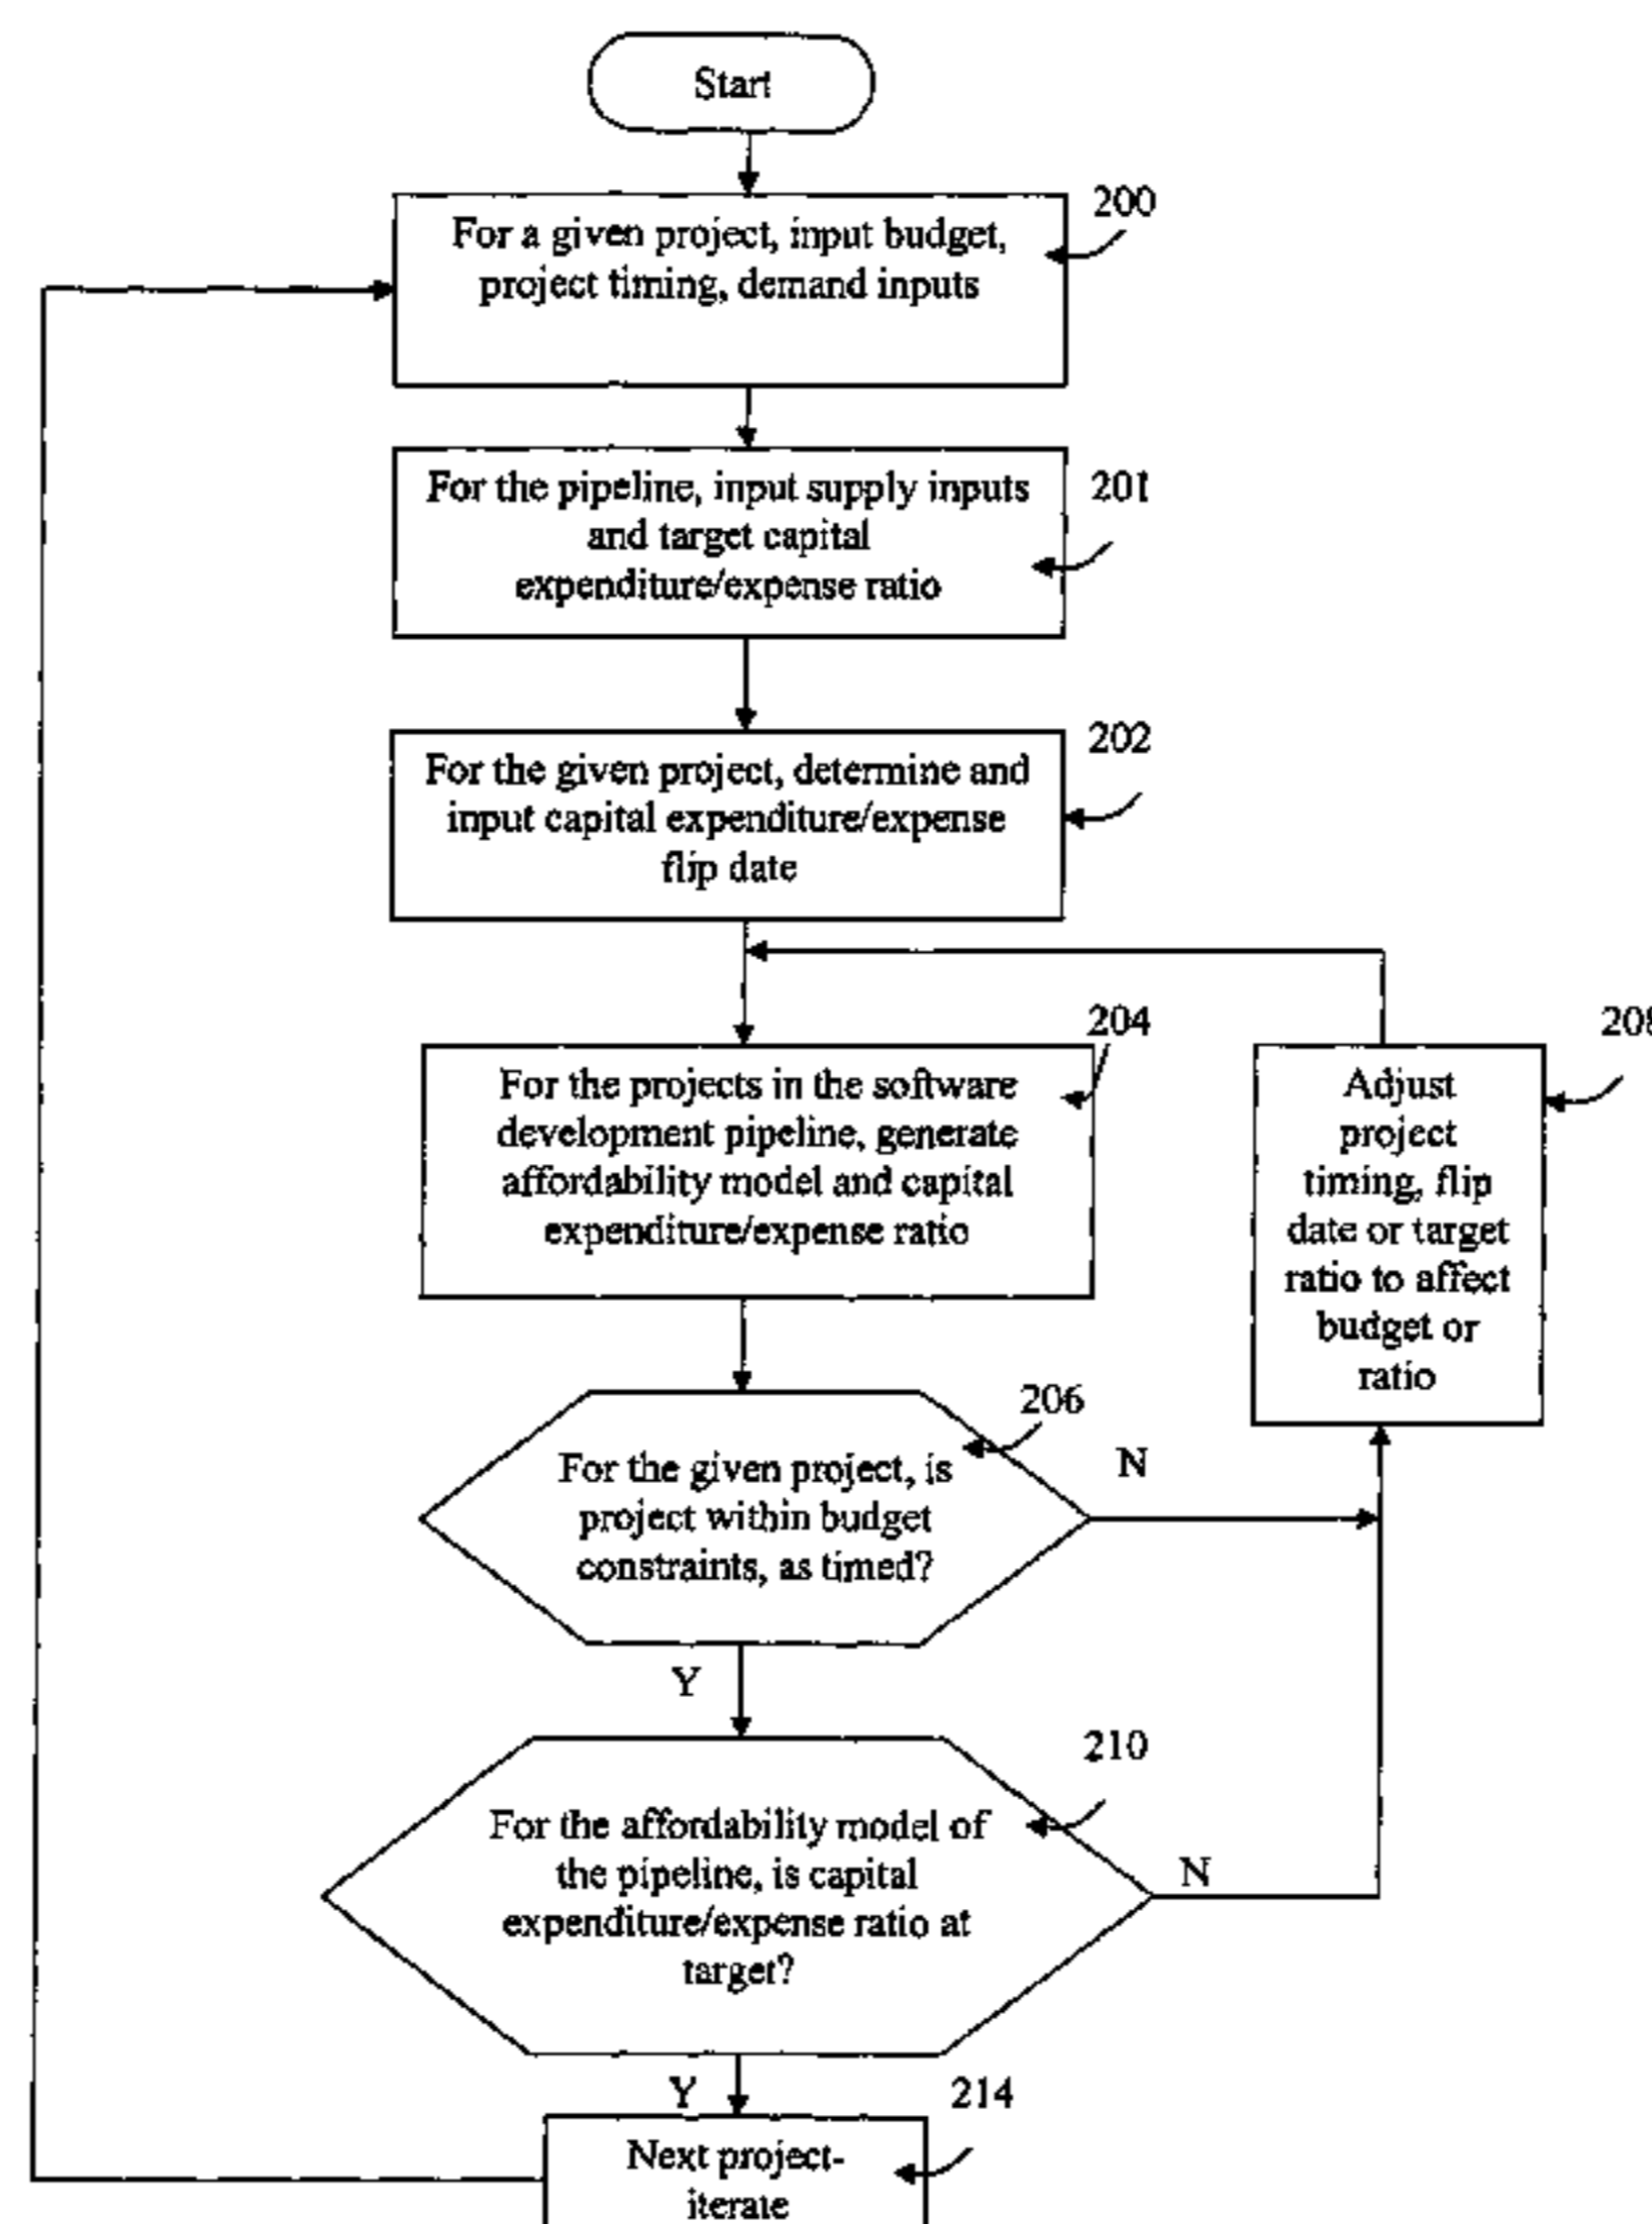 Start
200
For a given project, input budget,
project timing, demand inputs
201
For the pipeline, input supply inputs
and target capital
expenditure/expense ratio
202
For the given project, determine and
input capital expenditure/expense
flip date
204
For the projects in the software
development pipeline, generate
affordability model and capital
expenditure/expense ratio
208
Adjust
project
timing, flip
date or target
ratio to affect
budget or
ratio
206
For the given project, is
project within budget
constraints, as timed?
N
Y
210
For the affordability model of
the pipeline, is capital
expenditure/expense ratio at
target?
N
Y
214
Next project-
iterate